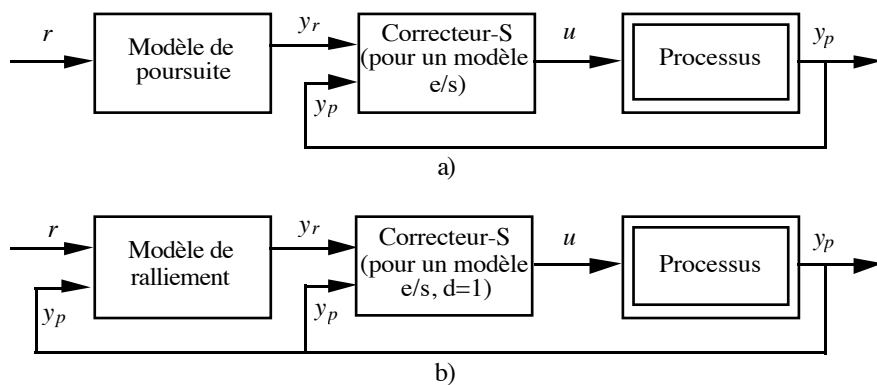 r
Modèle de
poursuite
y_r
y_p
Correcteur-S
(pour un modèle
e/s)
u
Processus
y_p
a)
r
y_p
Modèle de
ralliement
y_r
y_p
Correcteur-S
(pour un modèle
e/s, d=1)
u
Processus
y_p
b)